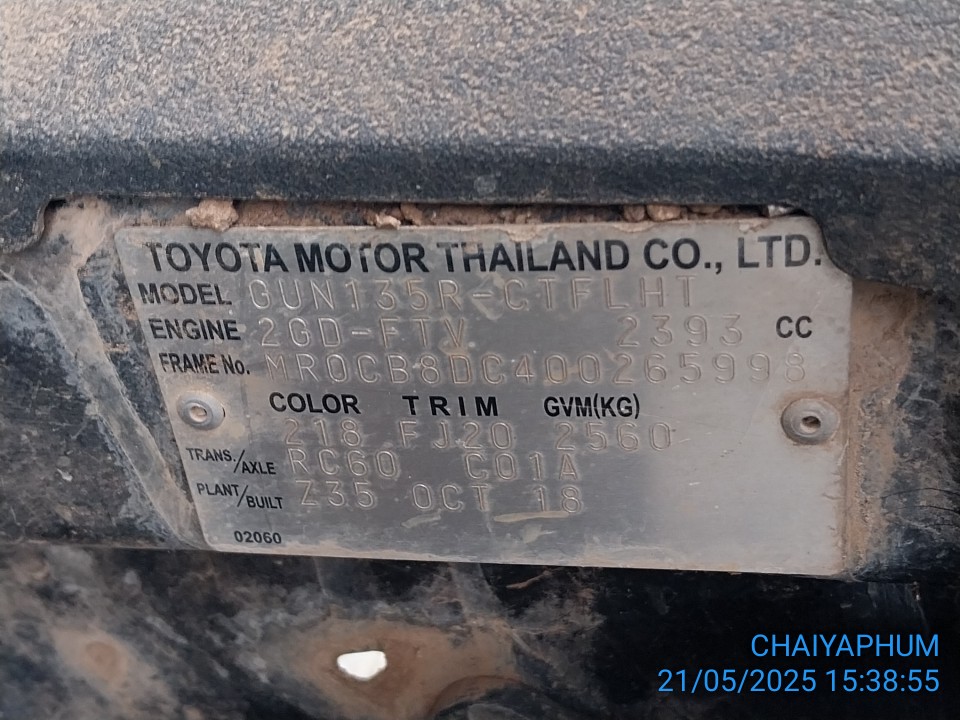 TOYOTA MOTOR THAILAND CO., LTD.
MODEL GUN135R-CTFLHT
ENGINE 2GD-FTV 2393 CC
FRAME No. MR0CB8DC400265998
COLOR TRIM GVM(KG)
218 FJ20 2560
TRANS./AXLE RC60 C01A
PLANT/BUILT Z35 OCT 18
02060
CHAIYAPHUM
21/05/2025 15:38:55